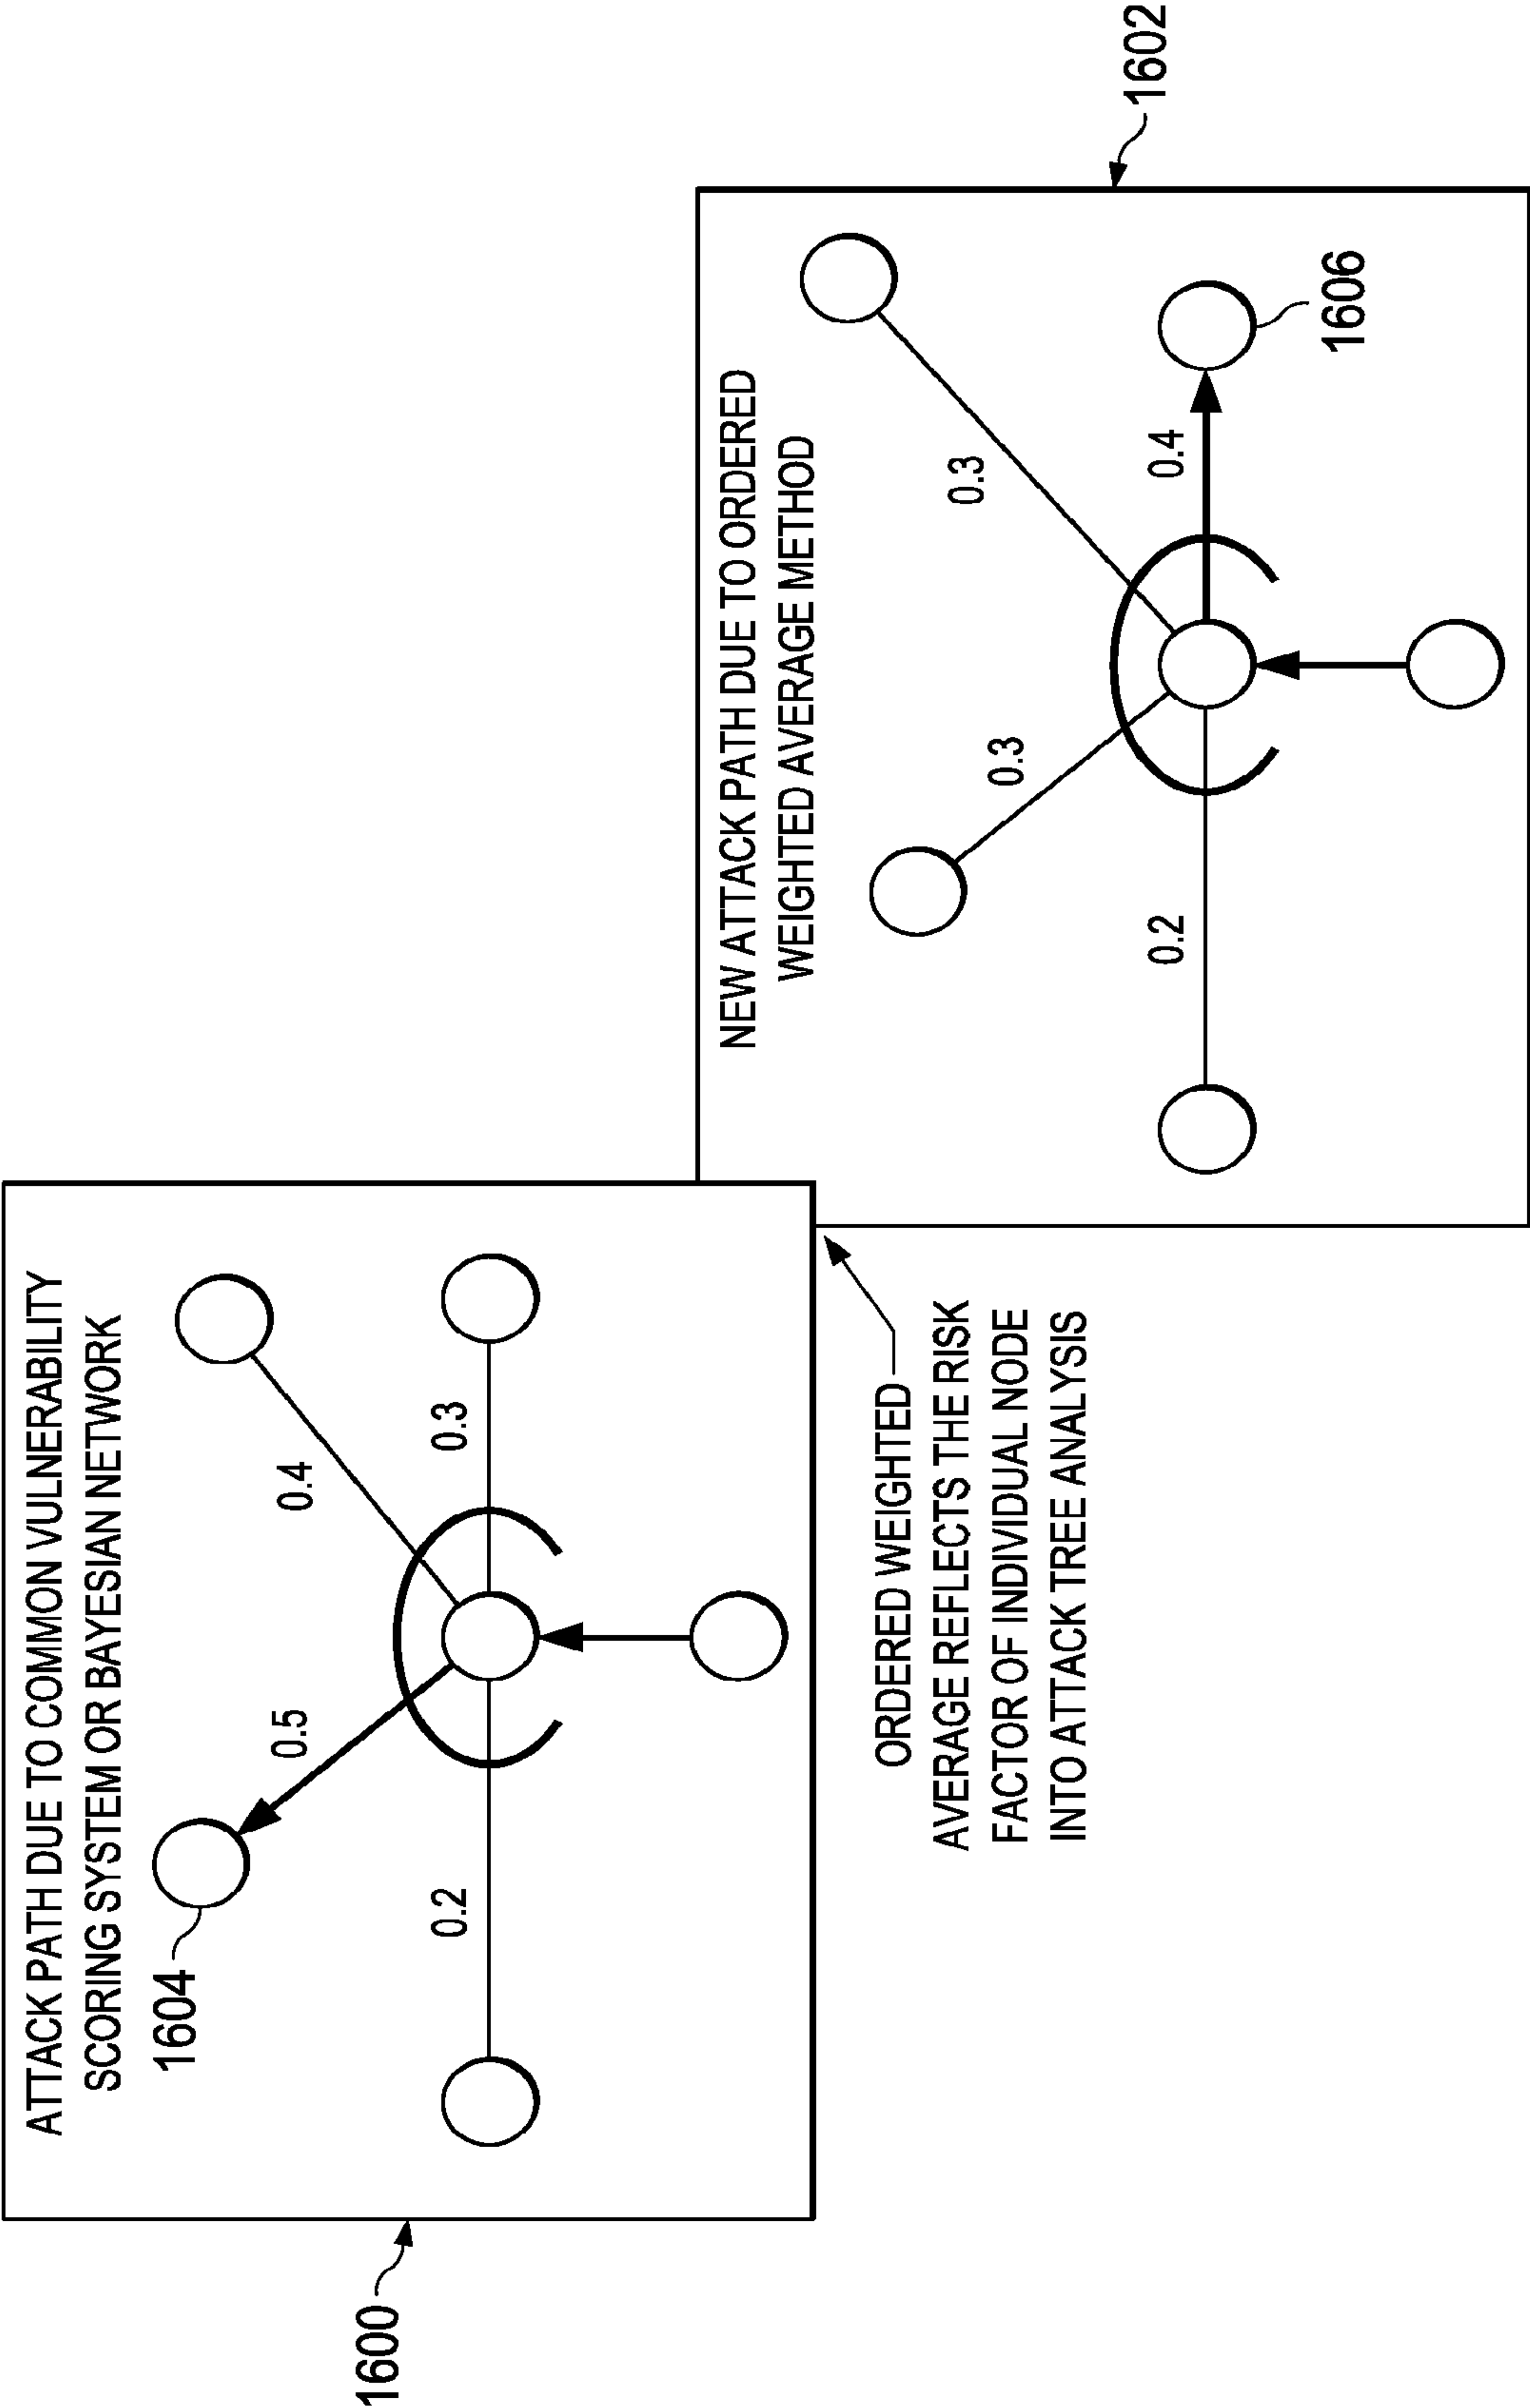 1600
ATTACK PATH DUE TO COMMON VULNERABILITY
SCORING SYSTEM OR BAYESIAN NETWORK
1604
0.5
0.4
0.2
0.3
ORDERED WEIGHTED
AVERAGE REFLECTS THE RISK
FACTOR OF INDIVIDUAL NODE
INTO ATTACK TREE ANALYSIS
NEW ATTACK PATH DUE TO ORDERED
WEIGHTED AVERAGE METHOD
0.3
0.3
0.2
0.4
1606
1602